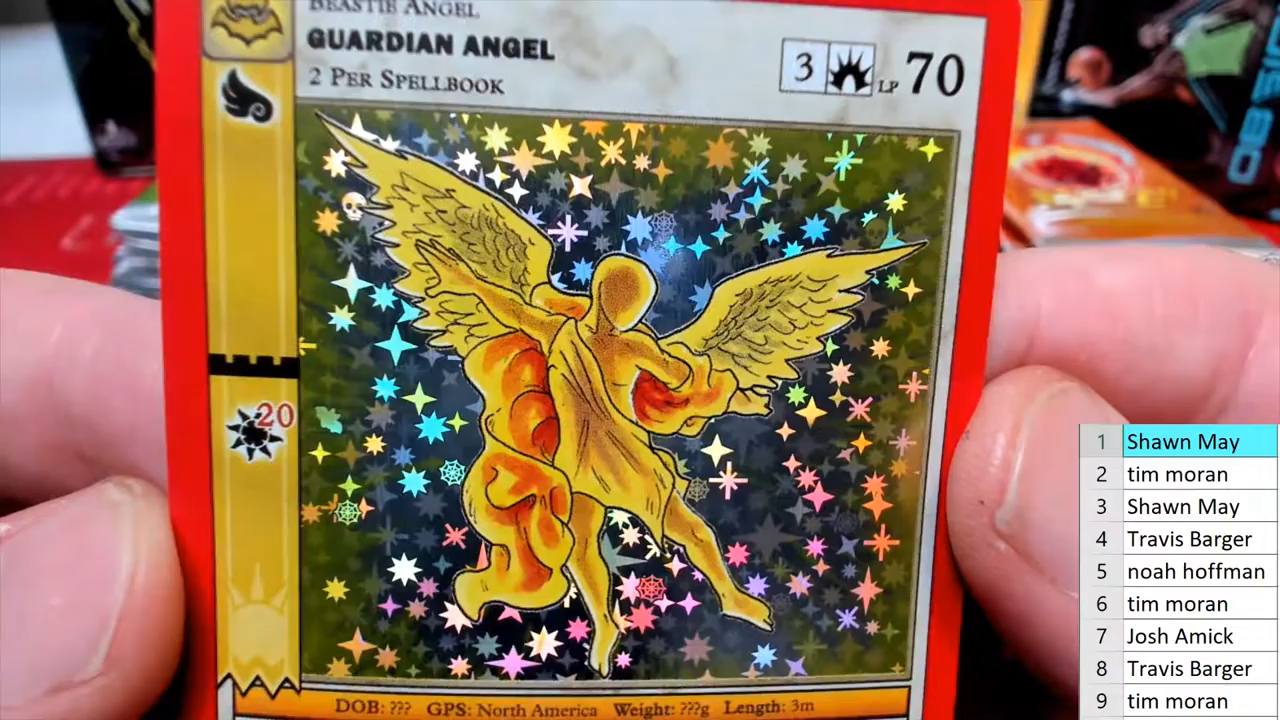 BEASTIE ANGEL
GUARDIAN ANGEL
2 PER SPELLBOOK
3 LP 70
20
DOB: ??? GPS: North America Weight: ???g Length: 3m
1 Shawn May
2 tim moran
3 Shawn May
4 Travis Barger
5 noah hoffman
6 tim moran
7 Josh Amick
8 Travis Barger
9 tim moran